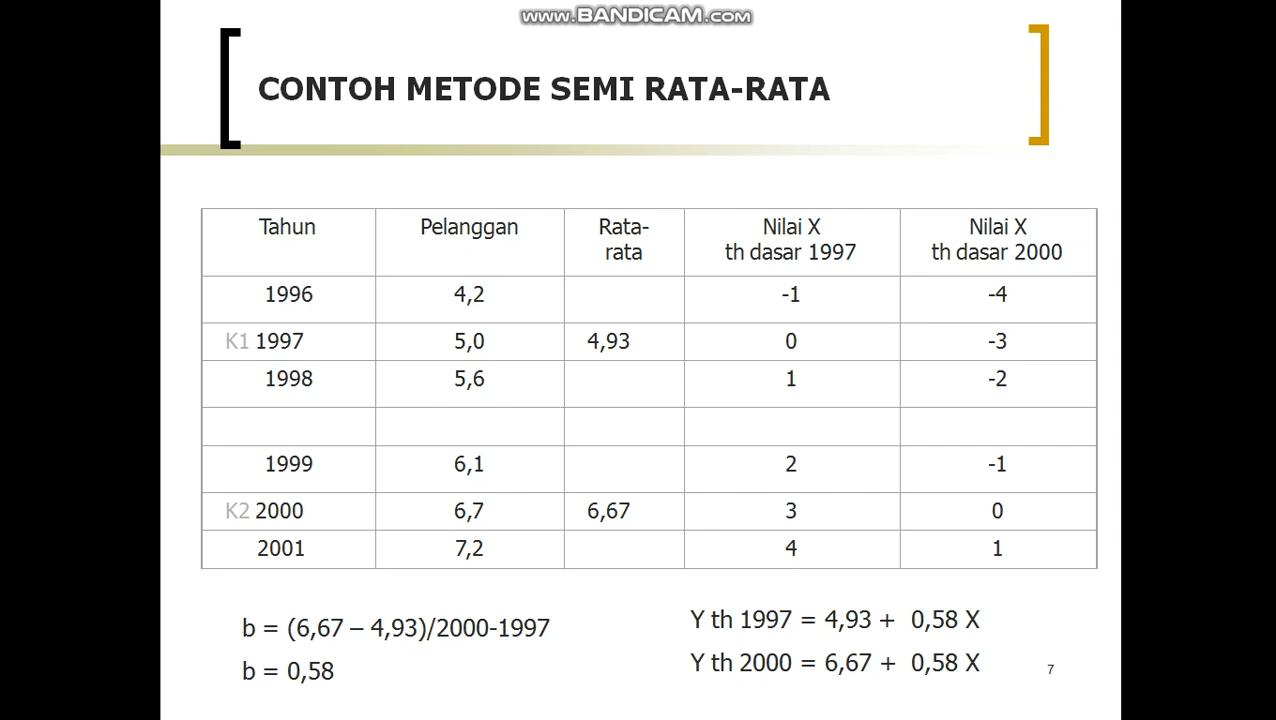 www.BANDICAM.com
CONTOH METODE SEMI RATA-RATA
Tahun Pelanggan Rata- Nilai X Nilai X
rata th dasar 1997 th dasar 2000
1996 4,2 -1 -4
K1 1997 5,0 4,93 0 -3
1998 5,6 1 -2
1999 6,1 2 -1
K2 2000 6,7 6,67 3 0
2001 7,2 4 1
b = (6,67 – 4,93)/2000-1997
b = 0,58
Y th 1997 = 4,93 + 0,58 X
Y th 2000 = 6,67 + 0,58 X
7